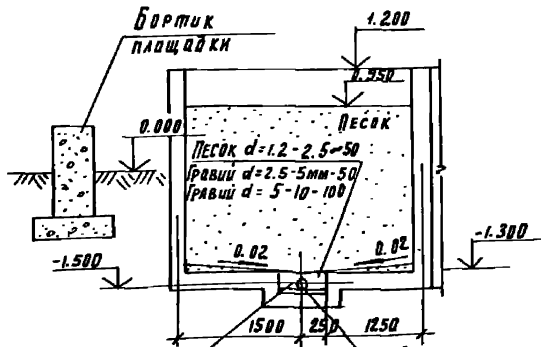 БОРТИК
ПЛОЩАДКИ
1.200
0.950
0.000
ПЕСОК
ПЕСОК d=1.2-2.5-50
ГРАВИЙ d=2.5-5мм-50
ГРАВИЙ d=5-10-100
0.02
0.02
-1.300
-1.500
1500
250
1250